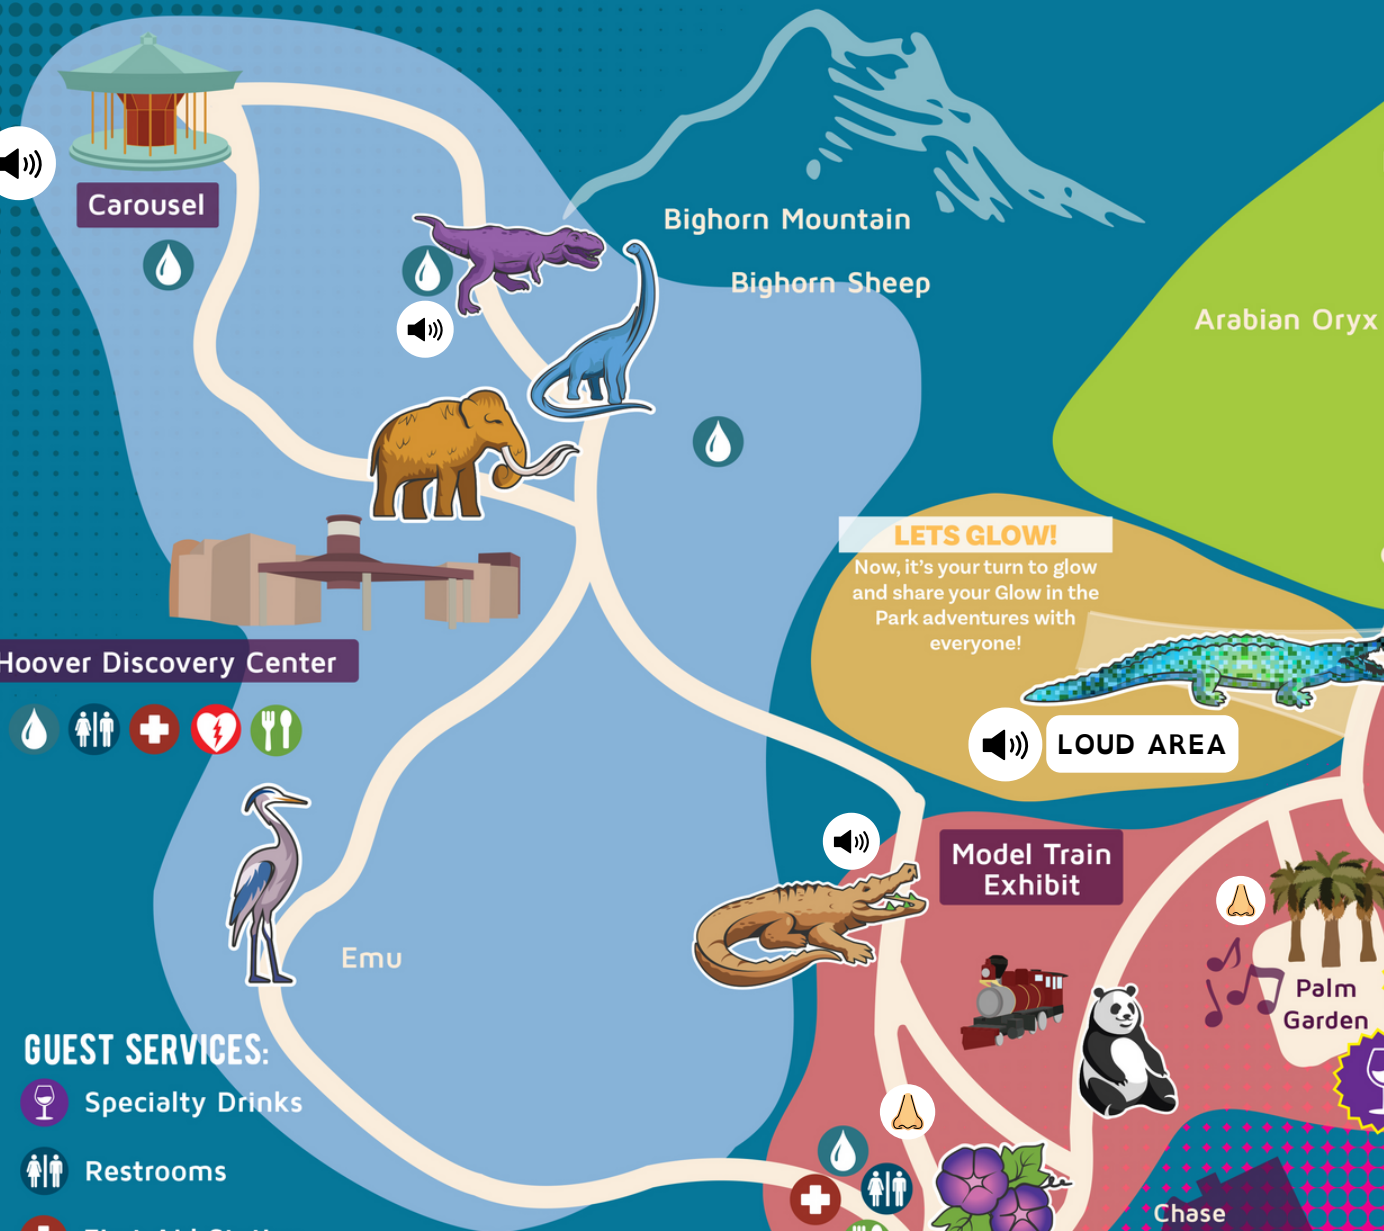 Carousel
Bighorn Mountain
Bighorn Sheep
Arabian Oryx
LETS GLOW!
Now, it's your turn to glow
and share your Glow in the
Park adventures with
everyone!
Hoover Discovery Center
LOUD AREA
Model Train
Exhibit
Emu
Palm
Garden
GUEST SERVICES:
Specialty Drinks
Restrooms
Chase